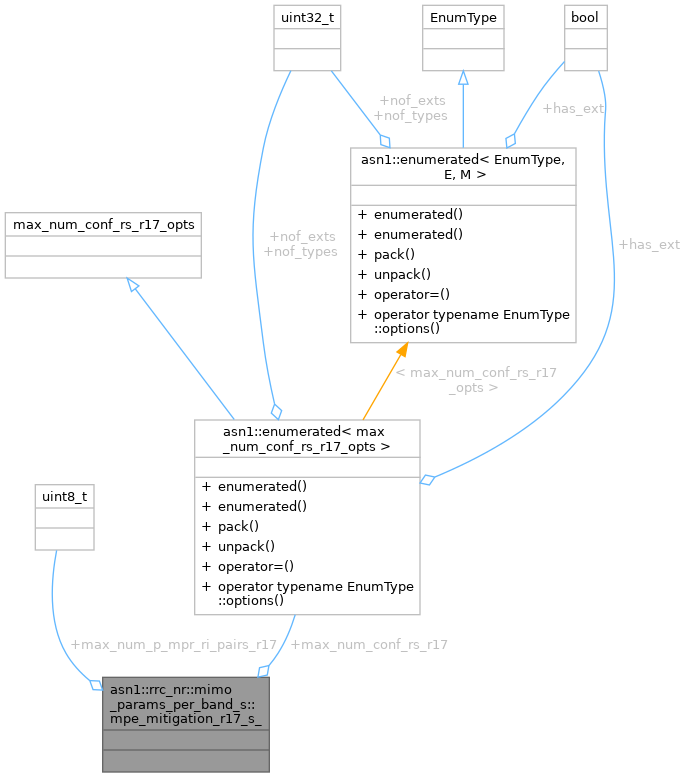 uint32_t
EnumType
bool
+nof_exts
+nof_types
+has_ext
asn1::enumerated< EnumType,
E, M >
+ enumerated()
+ enumerated()
+ pack()
+ unpack()
+ operator=()
+ operator typename EnumType
::options()
max_num_conf_rs_r17_opts
+nof_exts
+nof_types
+has_ext
< max_num_conf_rs_r17
_opts >
asn1::enumerated< max
_num_conf_rs_r17_opts >
+ enumerated()
+ enumerated()
+ pack()
+ unpack()
+ operator=()
+ operator typename EnumType
::options()
uint8_t
+max_num_p_mpr_ri_pairs_r17
+max_num_conf_rs_r17
asn1::rrc_nr::mimo
_params_per_band_s::
mpe_mitigation_r17_s_